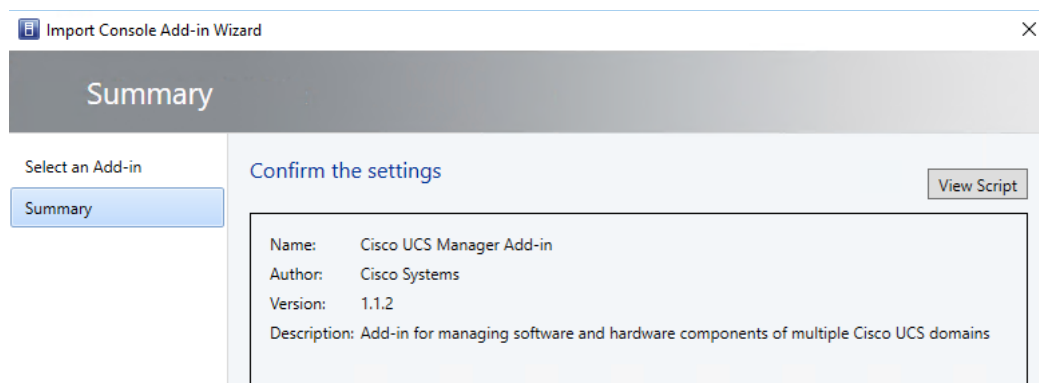 Import Console Add-in Wizard
Summary
Select an Add-in
Summary
Confirm the settings
View Script
Name: Cisco UCS Manager Add-in
Author: Cisco Systems
Version: 1.1.2
Description: Add-in for managing software and hardware components of multiple Cisco UCS domains